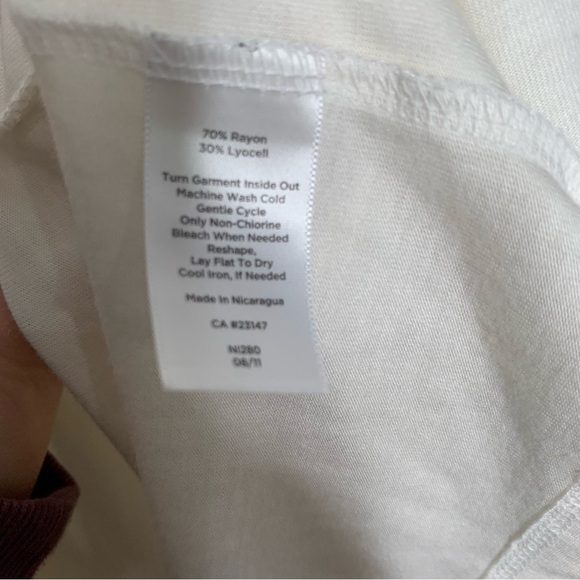 70% Rayon
30% Lyocell
Turn Garment Inside Out
Machine Wash Cold
Gentle Cycle
Only Non-Chlorine
Bleach When Needed
Reshape,
Lay Flat To Dry
Cool Iron, If Needed
Made In Nicaragua
CA #23147
NI280
06/11